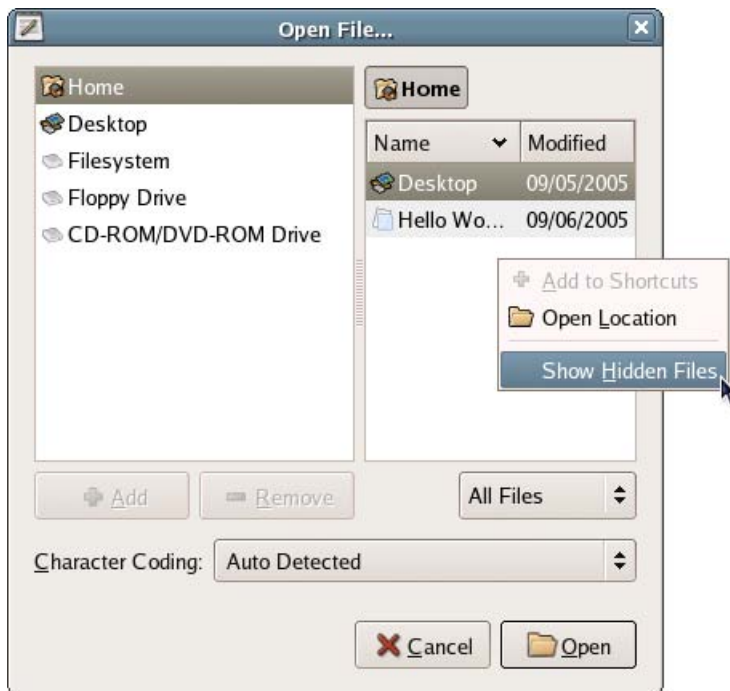 Open File...
Home
Desktop
Filesystem
Floppy Drive
CD-ROM/DVD-ROM Drive
Home
Name Modified
Desktop 09/05/2005
Hello Wo... 09/06/2005
Add to Shortcuts
Open Location
Show Hidden Files
Add Remove
All Files
Character Coding: Auto Detected
Cancel Open